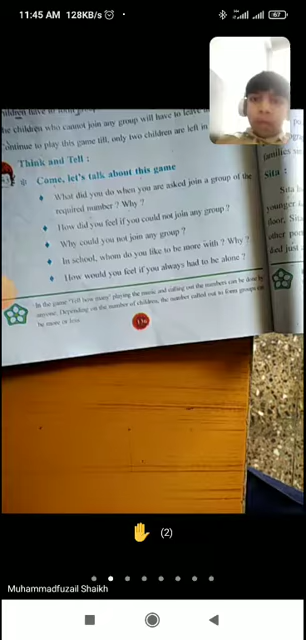 11:45 AM 128KB/s
67
he children who cannot join any group will have to leave
Continue to play this game till, only two children are left in
Think and Tell :
Come, let's talk about this game
What did you do when you are asked join a group of the
required number ? Why ?
How did you feel if you could not join any group ?
Why could you not join any group ?
In school, whom do you like to be more with ? Why ?
How would you feel if you always had to be alone ?
In the game 'Tell how many' playing the music and calling out the numbers can be done by
anyone. Depending on the number of children, the number called out to form groups can
be more or less.
136
families
Sita :
Sita
younger
door, Sit
other
ded just
(2)
Muhammadfuzail Shaikh